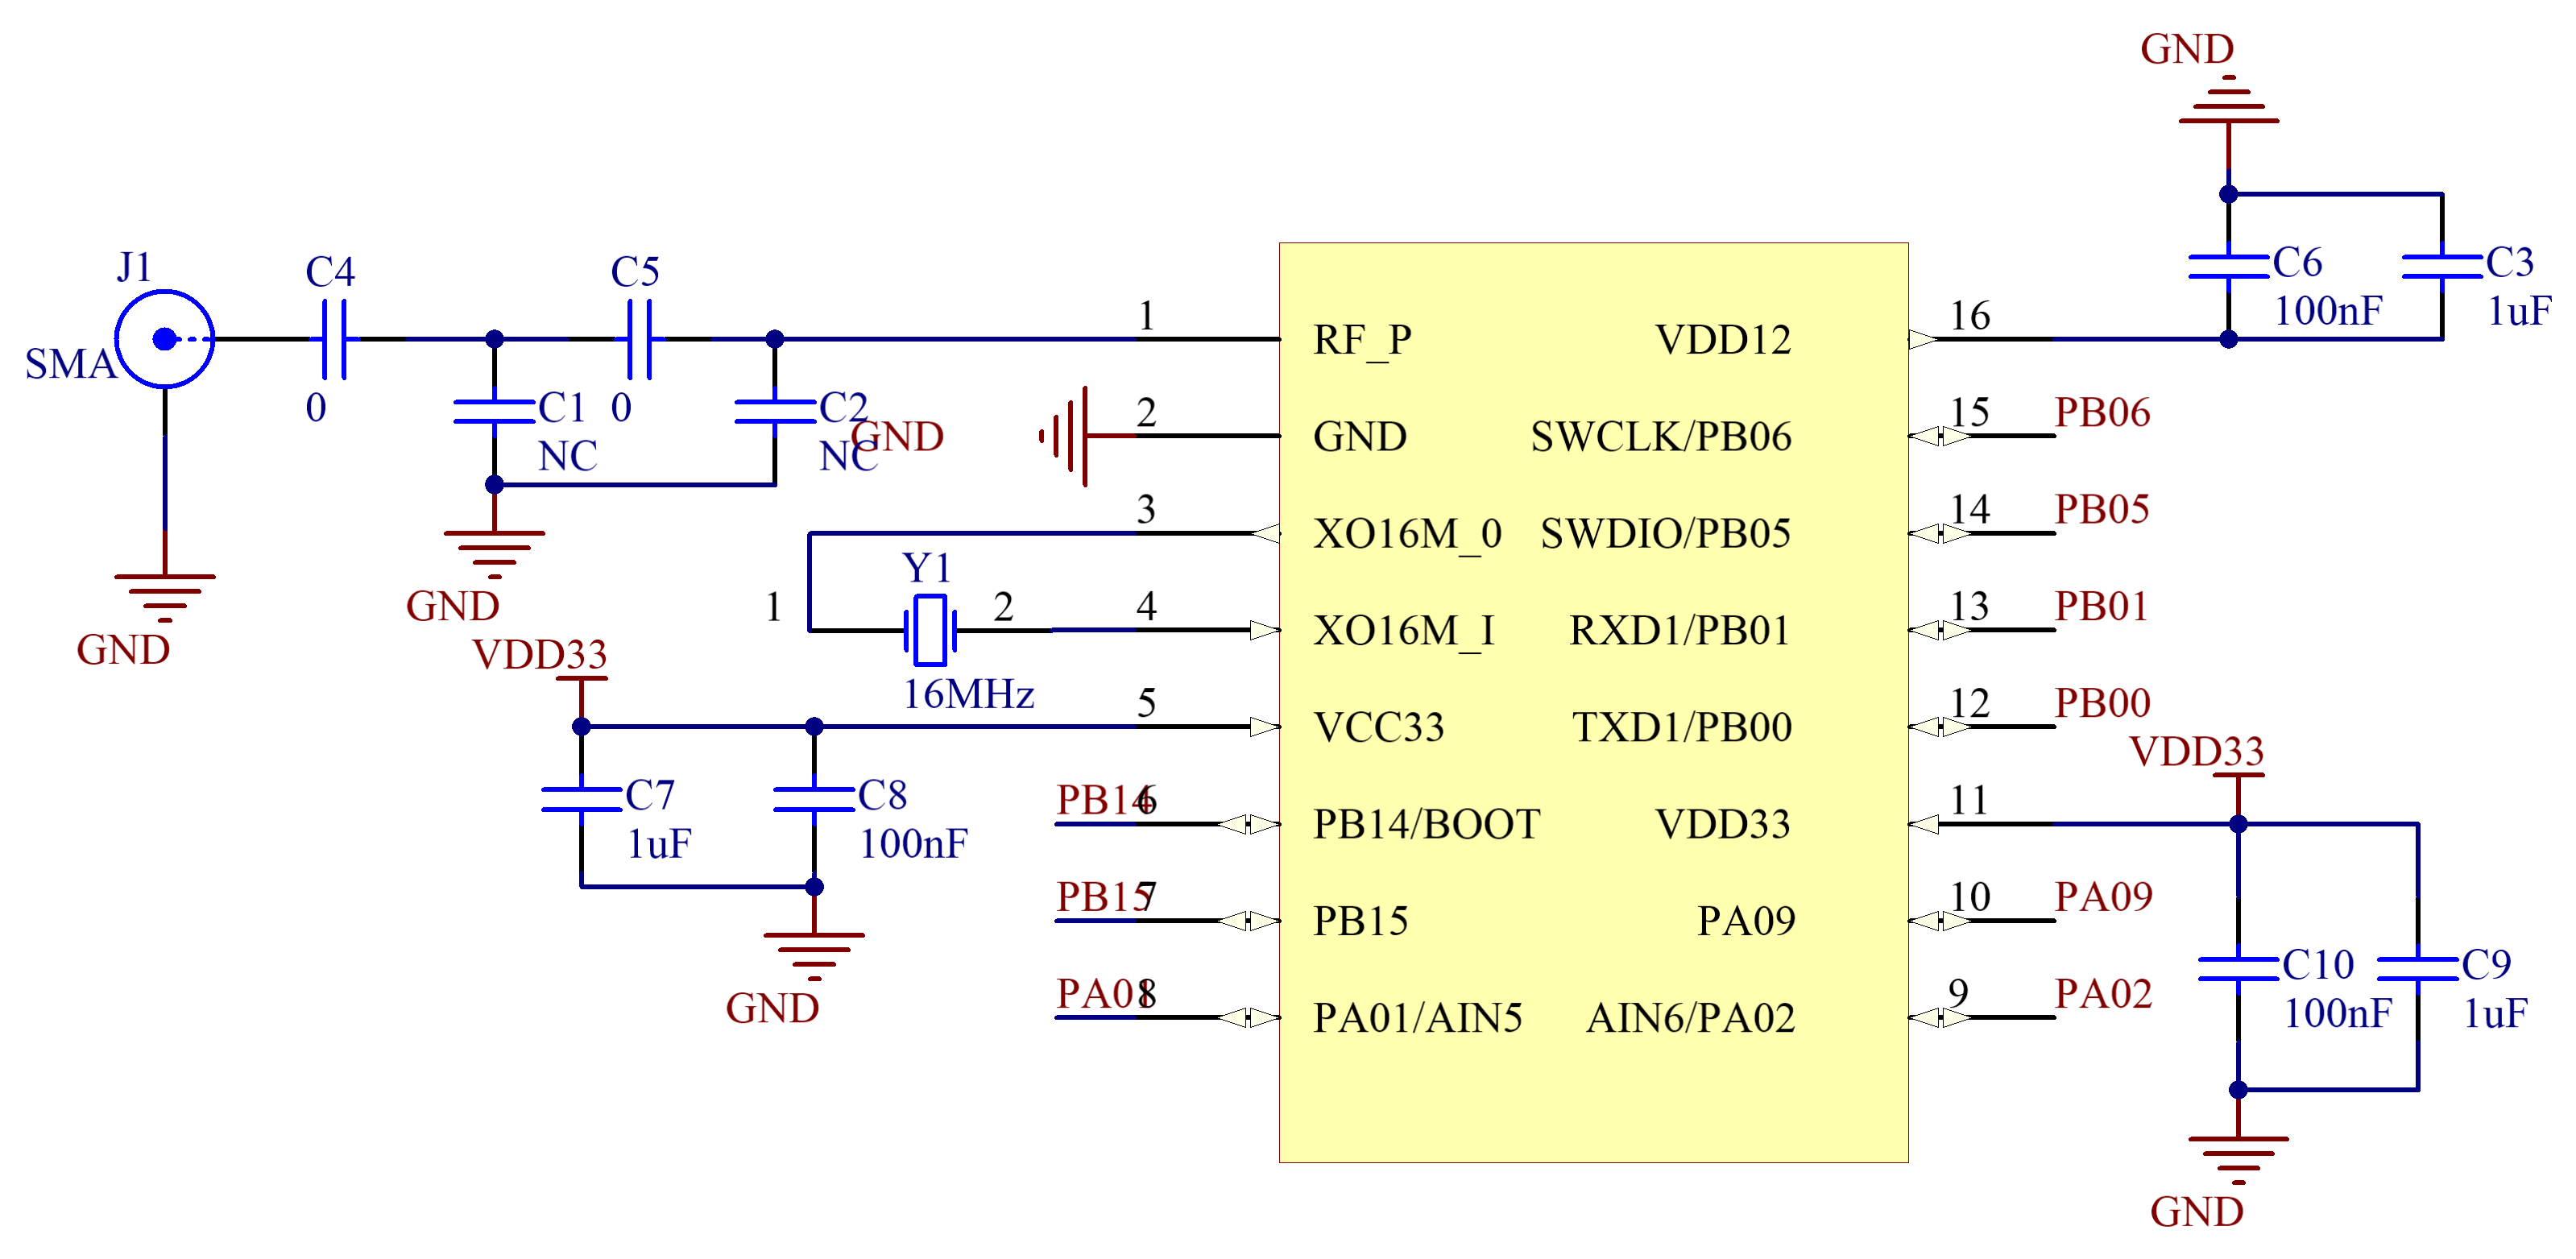 GND
C6
100nF
C3
1uF
J1
SMA
C4
0
C5
0
C1
NC
C2
NC
GND
GND
GND
1
RF_P
VDD12
16
2
GND
SWCLK/PB06
15
PB06
3
XO16M_0
SWDIO/PB05
14
PB05
Y1
1
2
16MHz
4
XO16M_I
RXD1/PB01
13
PB01
VDD33
5
VCC33
TXD1/PB00
12
PB00
C7
1uF
C8
100nF
GND
PB14
6
PB14/BOOT
VDD33
11
VDD33
PB15
7
PB15
PA09
10
PA09
PA01
8
PA01/AIN5
AIN6/PA02
9
PA02
C10
100nF
C9
1uF
GND